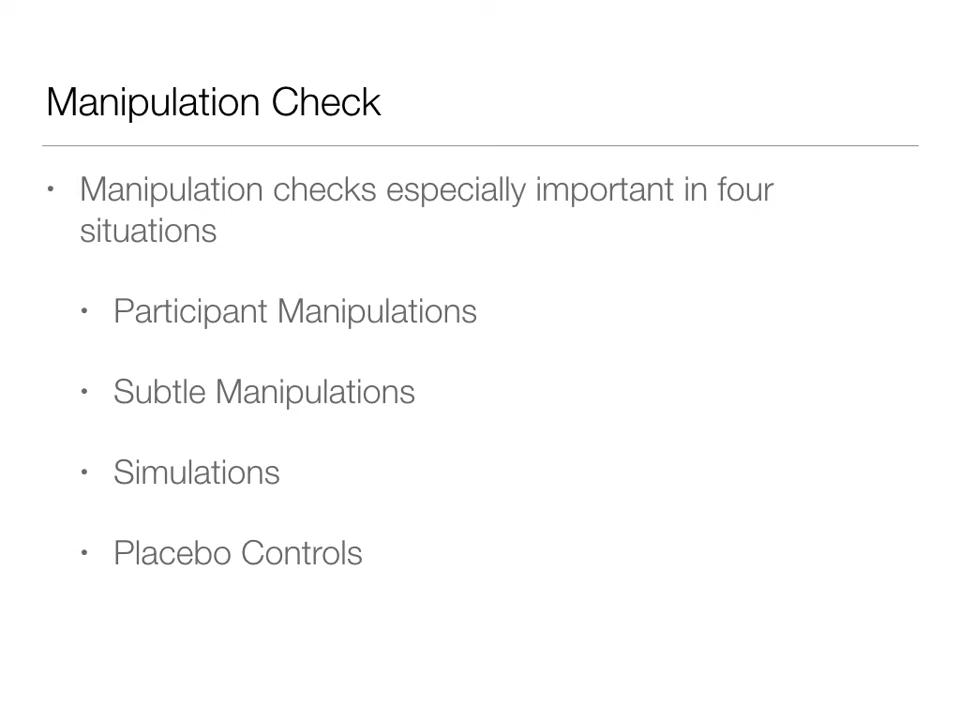 Manipulation Check
• Manipulation checks especially important in four
situations
• Participant Manipulations
• Subtle Manipulations
• Simulations
• Placebo Controls